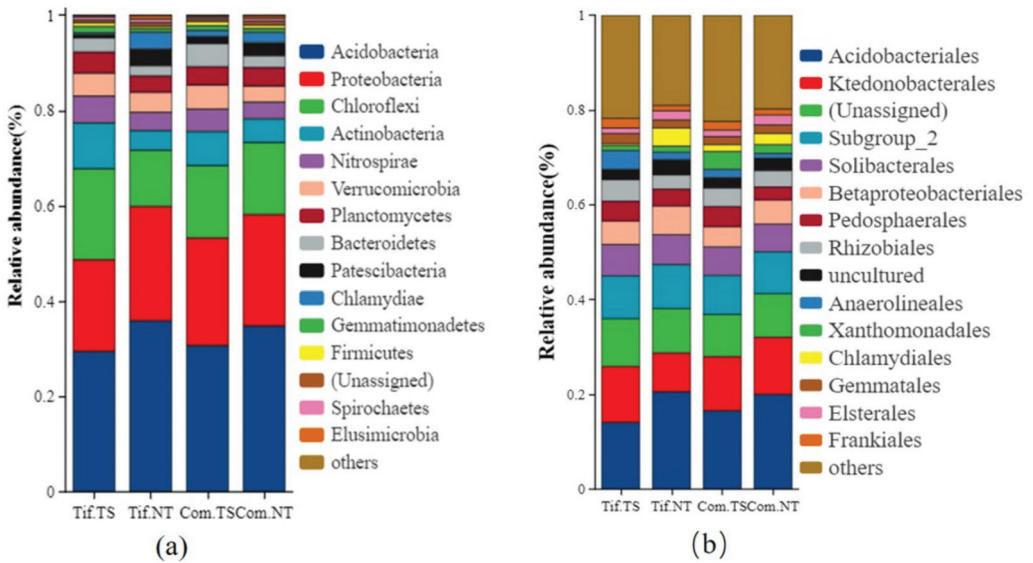 Relative abundance(%)
1
0.8
0.6
0.4
0.2
0
Tif.TS
Tif.NT
Com.TS
Com.NT
Acidobacteria
Proteobacteria
Chloroflexi
Actinobacteria
Nitrospirae
Verrucomicrobia
Planctomycetes
Bacteroidetes
Patescibacteria
Chlamydiae
Gemmatimonadetes
Firmicutes
(Unassigned)
Spirochaetes
Elusimicrobia
others
(a)
Relative abundance(%)
1
0.8
0.6
0.4
0.2
0
Tif.TS
Tif.NT
Com.TS
Com.NT
Acidobacteriales
Ktedonobacterales
(Unassigned)
Subgroup_2
Solibacterales
Betaproteobacteriales
Pedosphaerales
Rhizobiales
uncultured
Anaerolineales
Xanthomonadales
Chlamydiales
Gemmatales
Elsterales
Frankiales
others
(b)